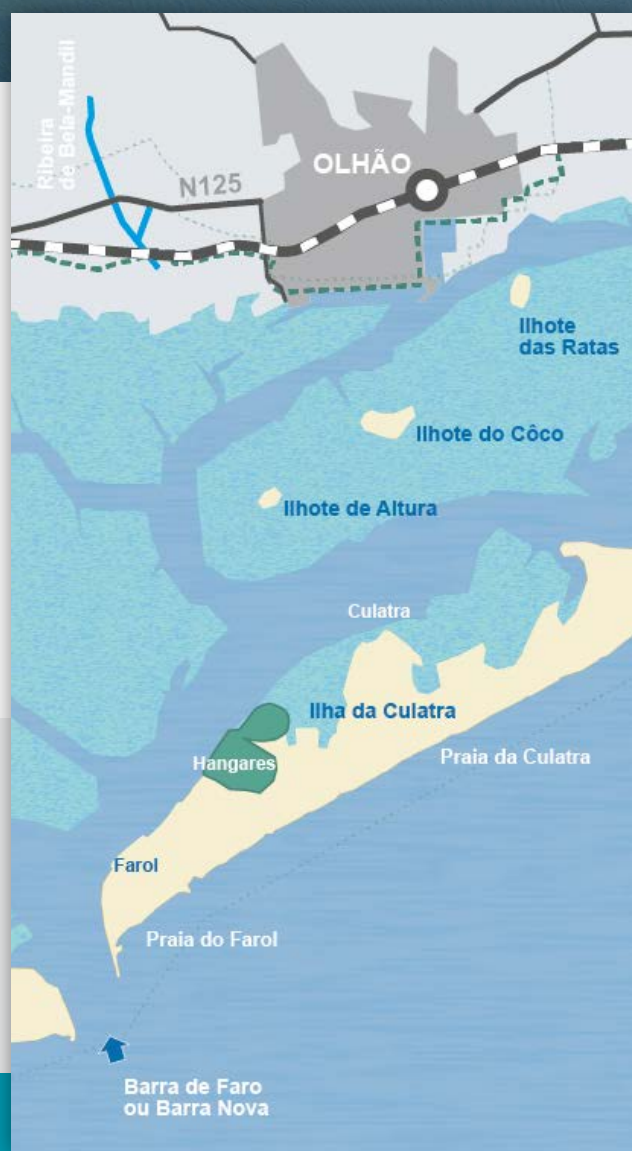 Ribeira
de Bela-Mandil
N125
OLHÃO
Ilhote
das Ratas
Ilhote do Côco
Ilhote de Altura
Culatra
Ilha da Culatra
Praia da Culatra
Hangares
Farol
Praia do Farol
Barra de Faro
ou Barra Nova